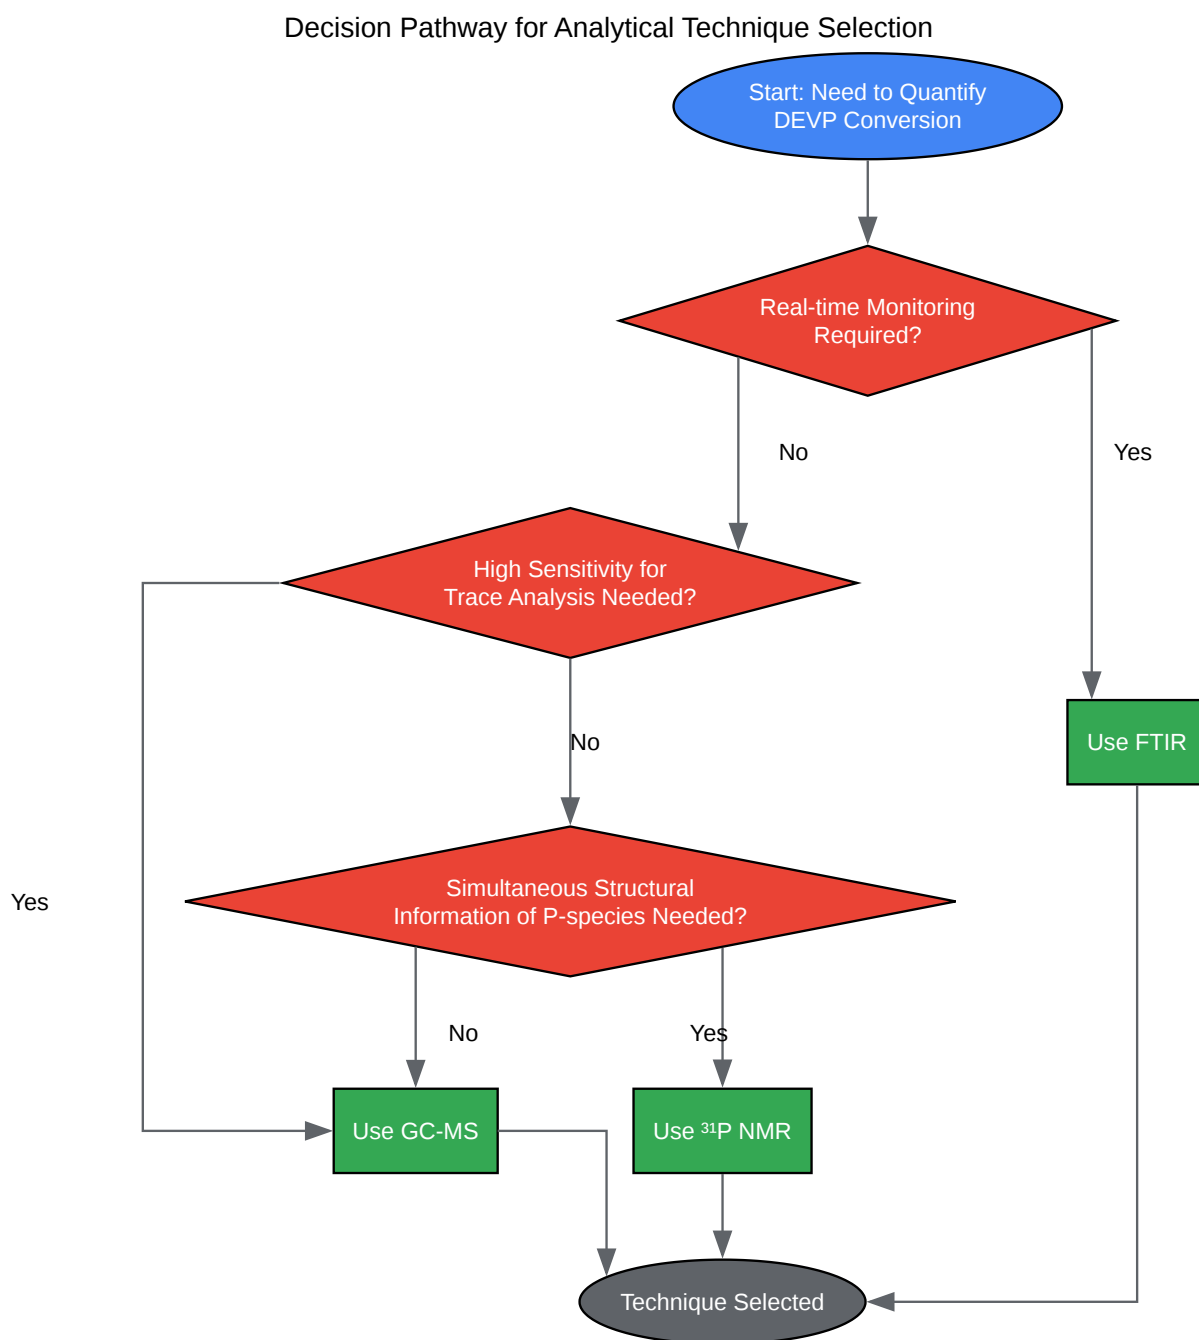 Decision Pathway for Analytical Technique Selection
Start: Need to Quantify
DEVP Conversion
Real-time Monitoring
Required?
No
Yes
High Sensitivity for
Trace Analysis Needed?
No
Use FTIR
Simultaneous Structural
Information of P-species Needed?
Yes
No
Yes
Use GC-MS
Use ³¹P NMR
Technique Selected